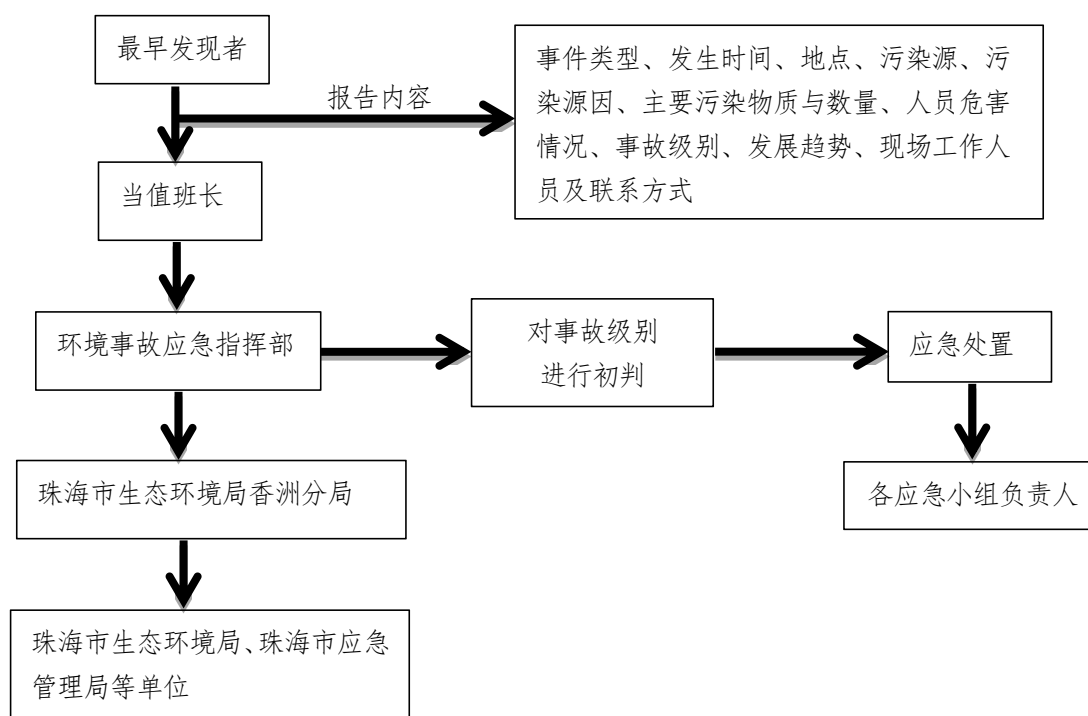 最早发现者
报告内容
事件类型、发生时间、地点、污染源、污
染源因、主要污染物质与数量、人员危害
情况、事故级别、发展趋势、现场工作人
员及联系方式
当值班长
环境事故应急指挥部
对事故级别
进行初判
应急处置
珠海市生态环境局香洲分局
各应急小组负责人
珠海市生态环境局、珠海市应急
管理局等单位